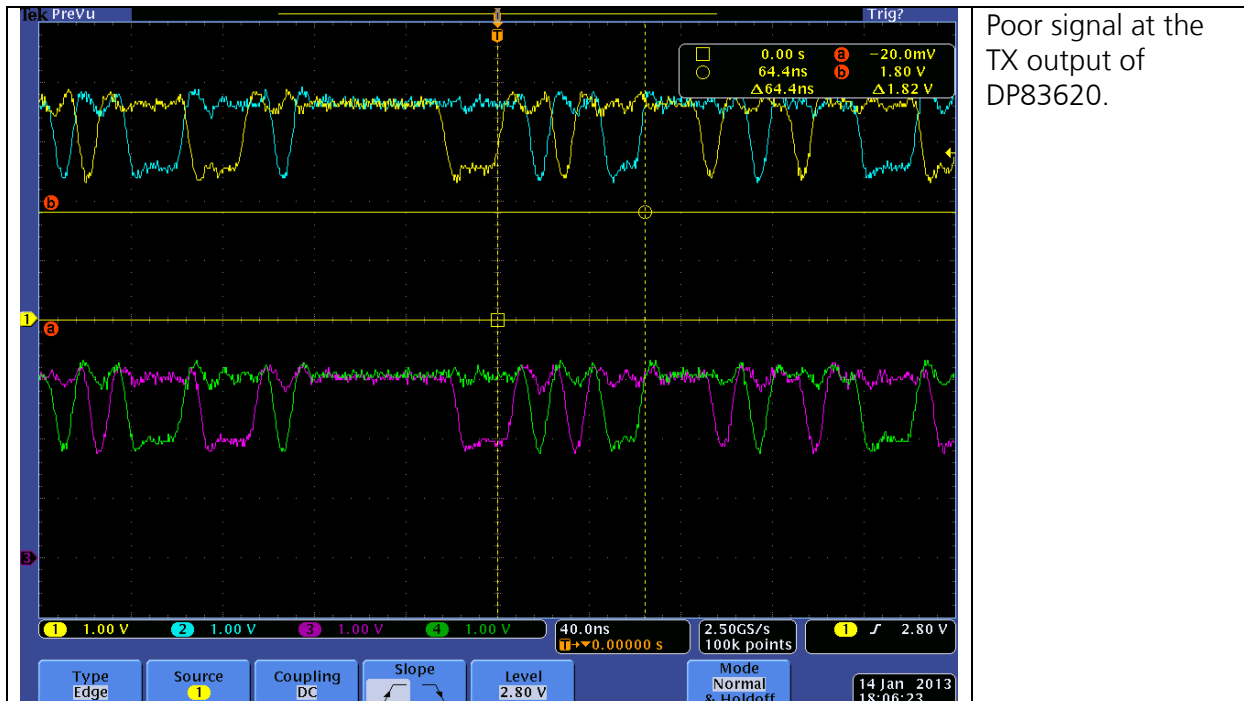 Tek PreVu
Trig?
T
0.00 s a −20.0mV
64.4ns b 1.80 V
Δ64.4ns Δ1.82 V
b
1
a
3
1 1.00 V 2 1.00 V 3 1.00 V 4 1.00 V
40.0ns
T→▼0.00000 s
2.50GS/s
100k points
1 2.80 V
Type
Edge
Source
1
Coupling
DC
Slope
Level
2.80 V
Mode
Normal
& Holdoff
14 Jan 2013
18:06:23
Poor signal at the
TX output of
DP83620.